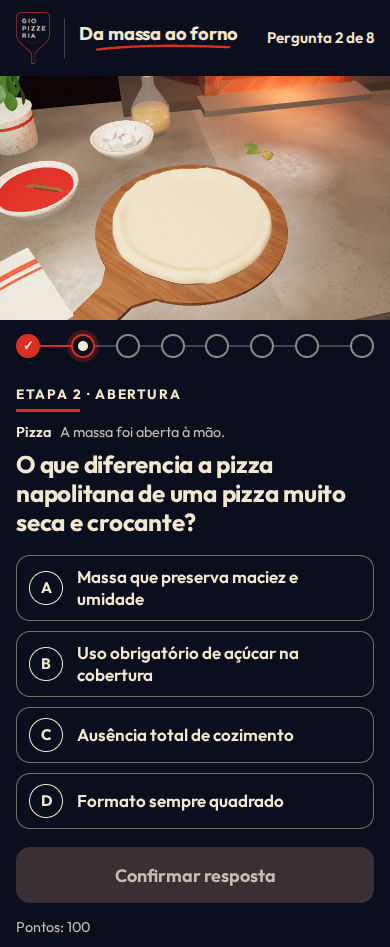 GIO
PIZZE
RIA
Da massa ao forno
Pergunta 2 de 8
ETAPA 2 · ABERTURA
Pizza A massa foi aberta à mão.
O que diferencia a pizza
napolitana de uma pizza muito
seca e crocante?
A Massa que preserva maciez e
umidade
B Uso obrigatório de açúcar na
cobertura
C Ausência total de cozimento
D Formato sempre quadrado
Confirmar resposta
Pontos: 100